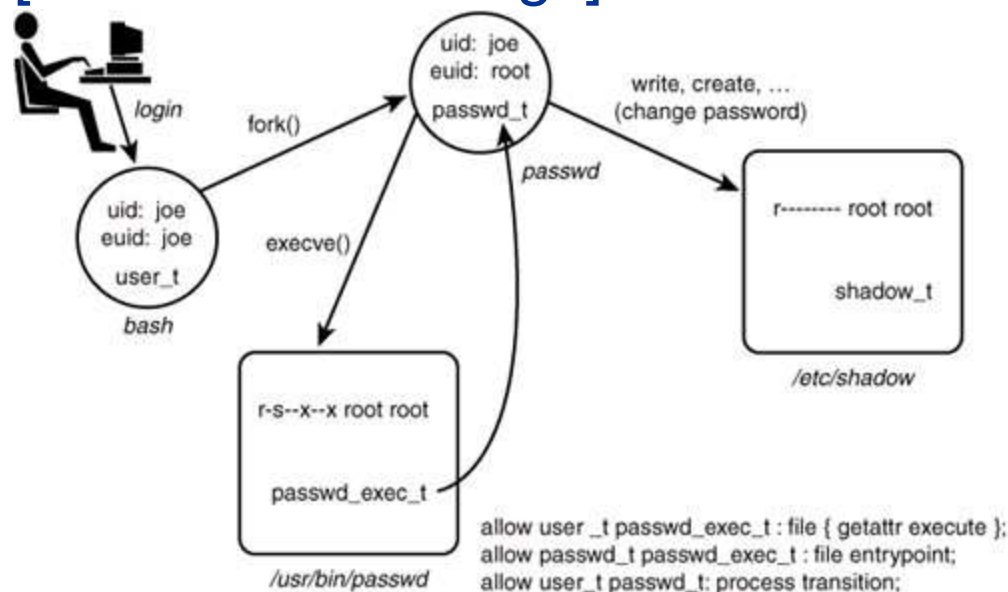 login
fork()
uid: joe
euid: root
passwd_t
write, create, ...
(change password)
passwd
uid: joe
euid: joe
user_t
bash
execve()
r-------- root root
shadow_t
/etc/shadow
r-s--x--x root root
passwd_exec_t
/usr/bin/passwd
allow user _t passwd_exec_t : file { getattr execute };
allow passwd_t passwd_exec_t : file entrypoint;
allow user_t passwd_t: process transition;